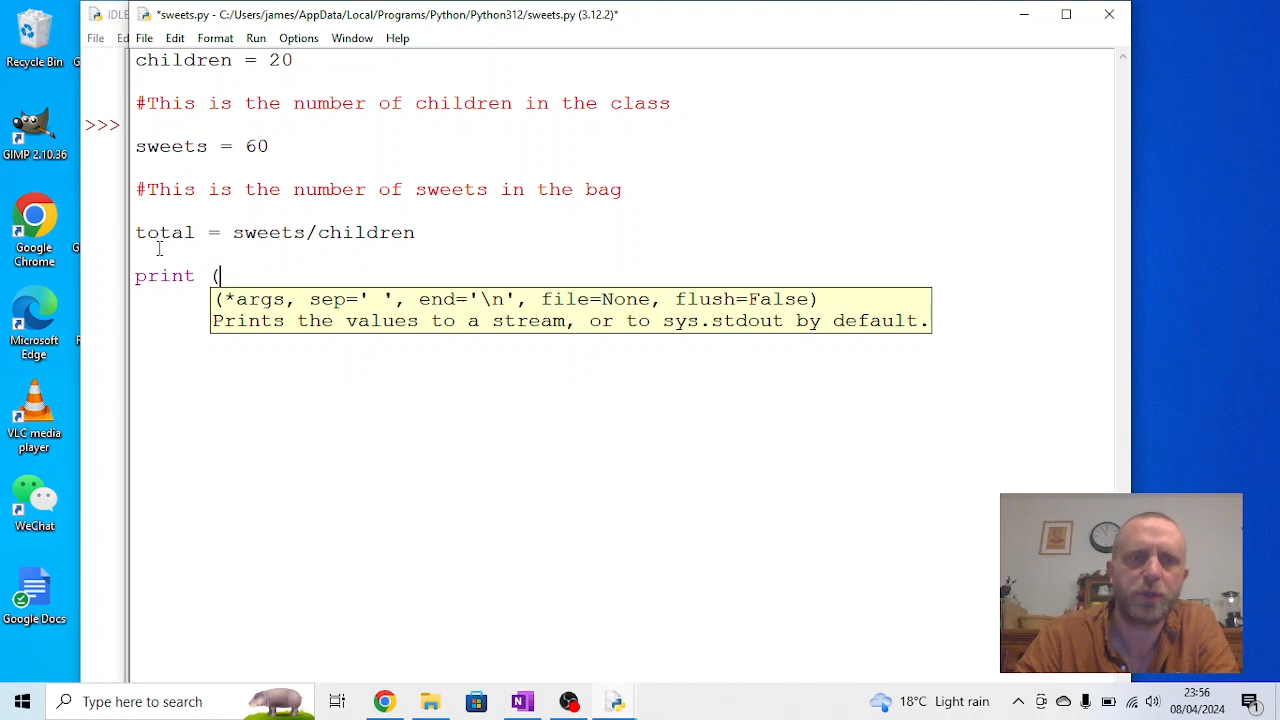 IDLE
*sweets.py - C:/Users/james/AppData/Local/Programs/Python/Python312/sweets.py (3.12.2)*
File
Ed
File Edit Format Run Options Window Help
children = 20
#This is the number of children in the class
>>>
sweets = 60
#This is the number of sweets in the bag
total = sweets/children
print (
(*args, sep=' ', end='\n', file=None, flush=False)
Prints the values to a stream, or to sys.stdout by default.
Recycle Bin
GIMP 2.10.36
Google
Chrome
Microsoft
Edge
VLC media
player
WeChat
Google Docs
Type here to search
18°C Light rain
23:56
08/04/2024
1